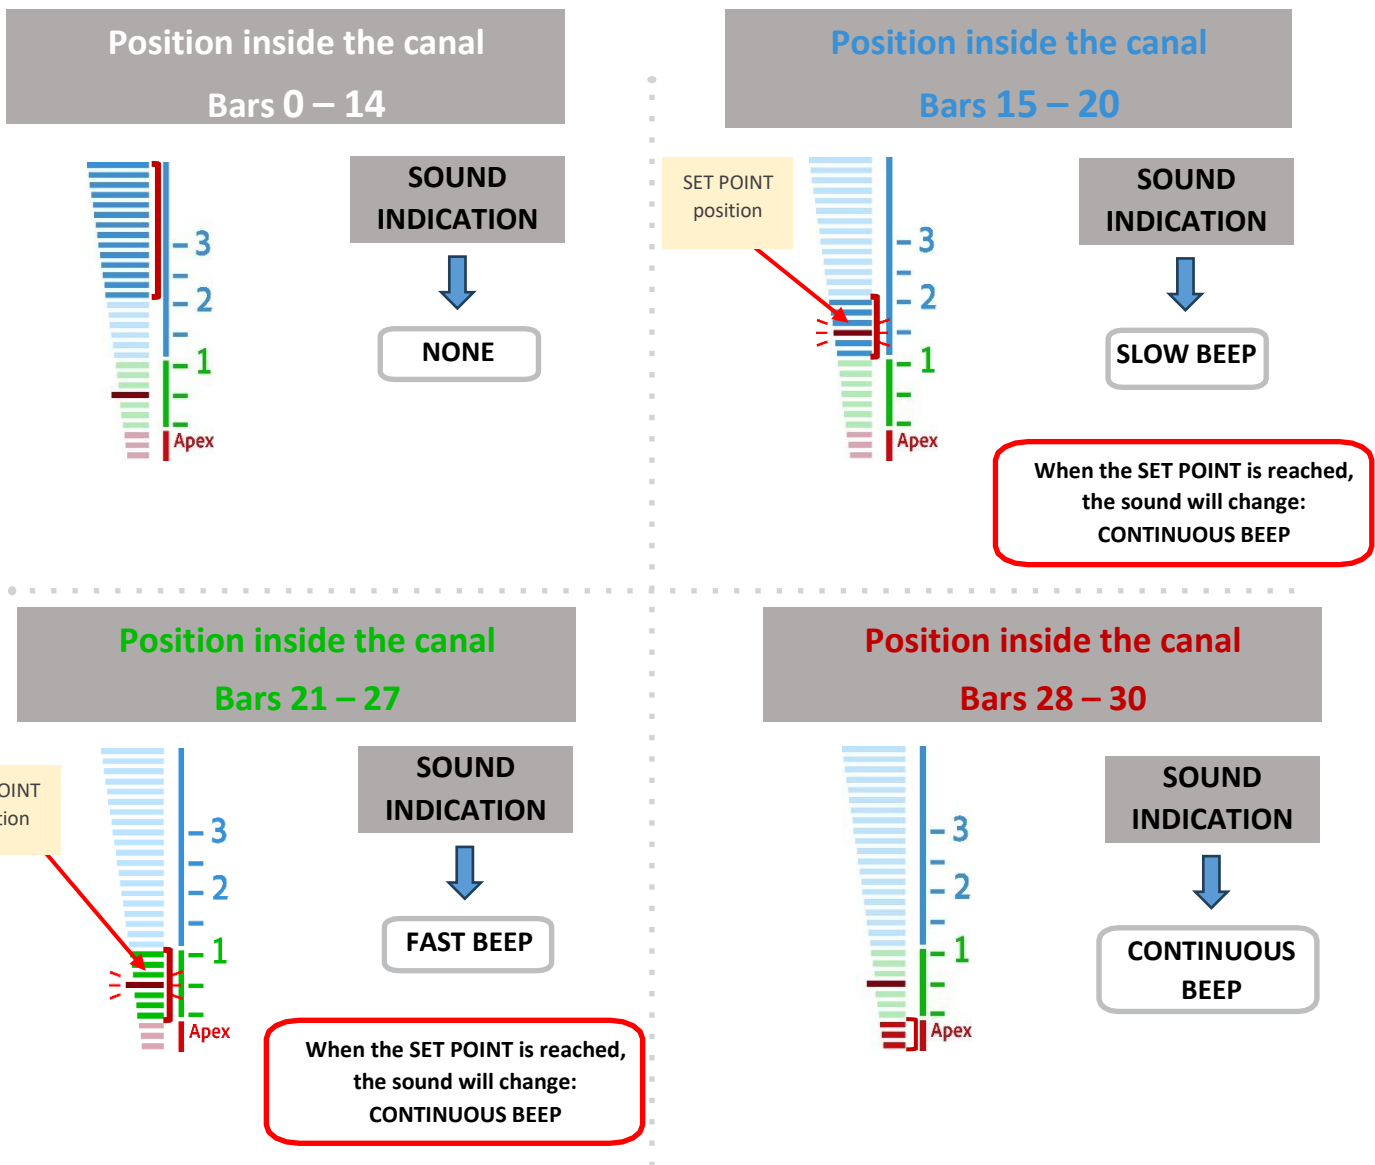 Position inside the canal
Bars 0 – 14
SOUND
INDICATION
NONE
3
2
1
Apex
Position inside the canal
Bars 15 – 20
SET POINT
position
SOUND
INDICATION
SLOW BEEP
3
2
1
Apex
When the SET POINT is reached,
the sound will change:
CONTINUOUS BEEP
Position inside the canal
Bars 21 – 27
OINT
tion
SOUND
INDICATION
FAST BEEP
3
2
1
Apex
When the SET POINT is reached,
the sound will change:
CONTINUOUS BEEP
Position inside the canal
Bars 28 – 30
SOUND
INDICATION
CONTINUOUS
BEEP
3
2
1
Apex